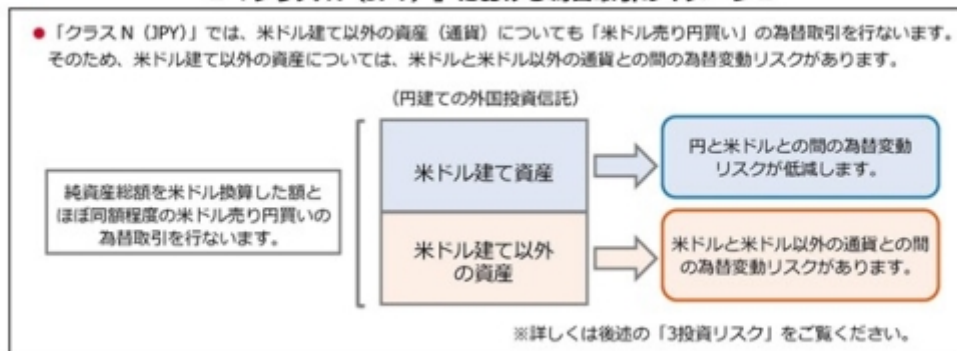 ●「クラスN（JPY）」では、米ドル建て以外の資産（通貨）についても「米ドル売り円買い」の為替取引を行ないます。
そのため、米ドル建て以外の資産については、米ドルと米ドル以外の通貨との間の為替変動リスクがあります。
（円建ての外国投資信託）
純資産総額を米ドル換算した額と
ほぼ同額程度の米ドル売り円買いの
為替取引を行ないます。
米ドル建て資産
円と米ドルとの間の為替変動
リスクが低減します。
米ドル建て以外
の資産
米ドルと米ドル以外の通貨との間
の為替変動リスクがあります。
※詳しくは後述の「3投資リスク」をご覧ください。